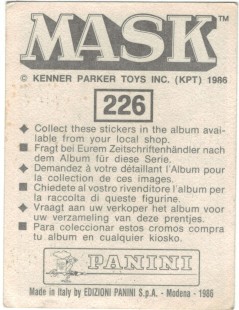 MASK™
© KENNER PARKER TOYS INC. (KPT) 1986
226
◆ Collect these stickers in the album avai-
lable from your local shop.
■ Fragt bei Eurem Zeitschriftenhändler nach
dem Album für diese Serie.
◆ Demandez à votre détaillant l'Album pour
la collection de ces images.
■ Chiedete al vostro rivenditore l'album per
la raccolta di queste figurine.
◆ Vraagt aan uw verkoper het album voor
uw verzameling van deze prentjes.
■ Para coleccionar estos cromos compra
tu album en cualquier kiosko.
PANINI
Made in Italy by EDIZIONI PANINI S.p.A. - Modena - 1986